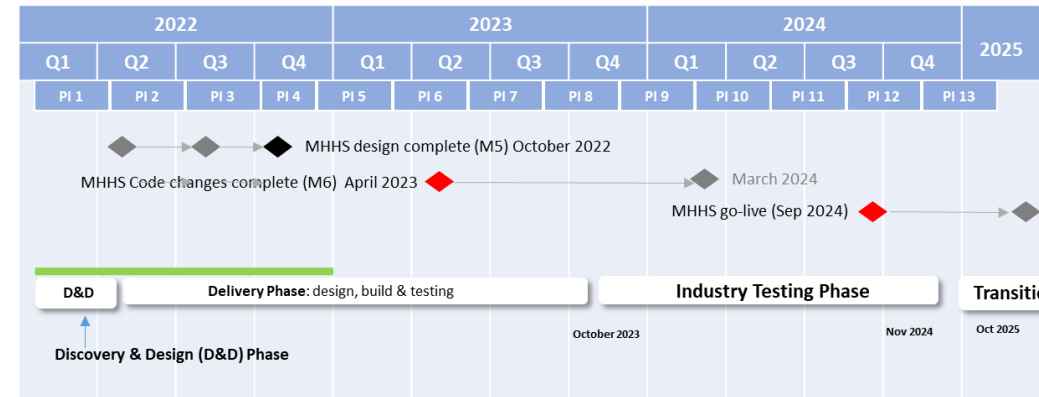 2022 2023 2024 2025
Q1 Q2 Q3 Q4 Q1 Q2 Q3 Q4 Q1 Q2 Q3 Q4
PI 1 PI 2 PI 3 PI 4 PI 5 PI 6 PI 7 PI 8 PI 9 PI 10 PI 11 PI 12 PI 13
MHHS design complete (M5) October 2022
MHHS Code changes complete (M6) April 2023 March 2024
MHHS go-live (Sep 2024)
D&D Delivery Phase: design, build & testing Industry Testing Phase Transitio
October 2023 Nov 2024 Oct 2025
Discovery & Design (D&D) Phase